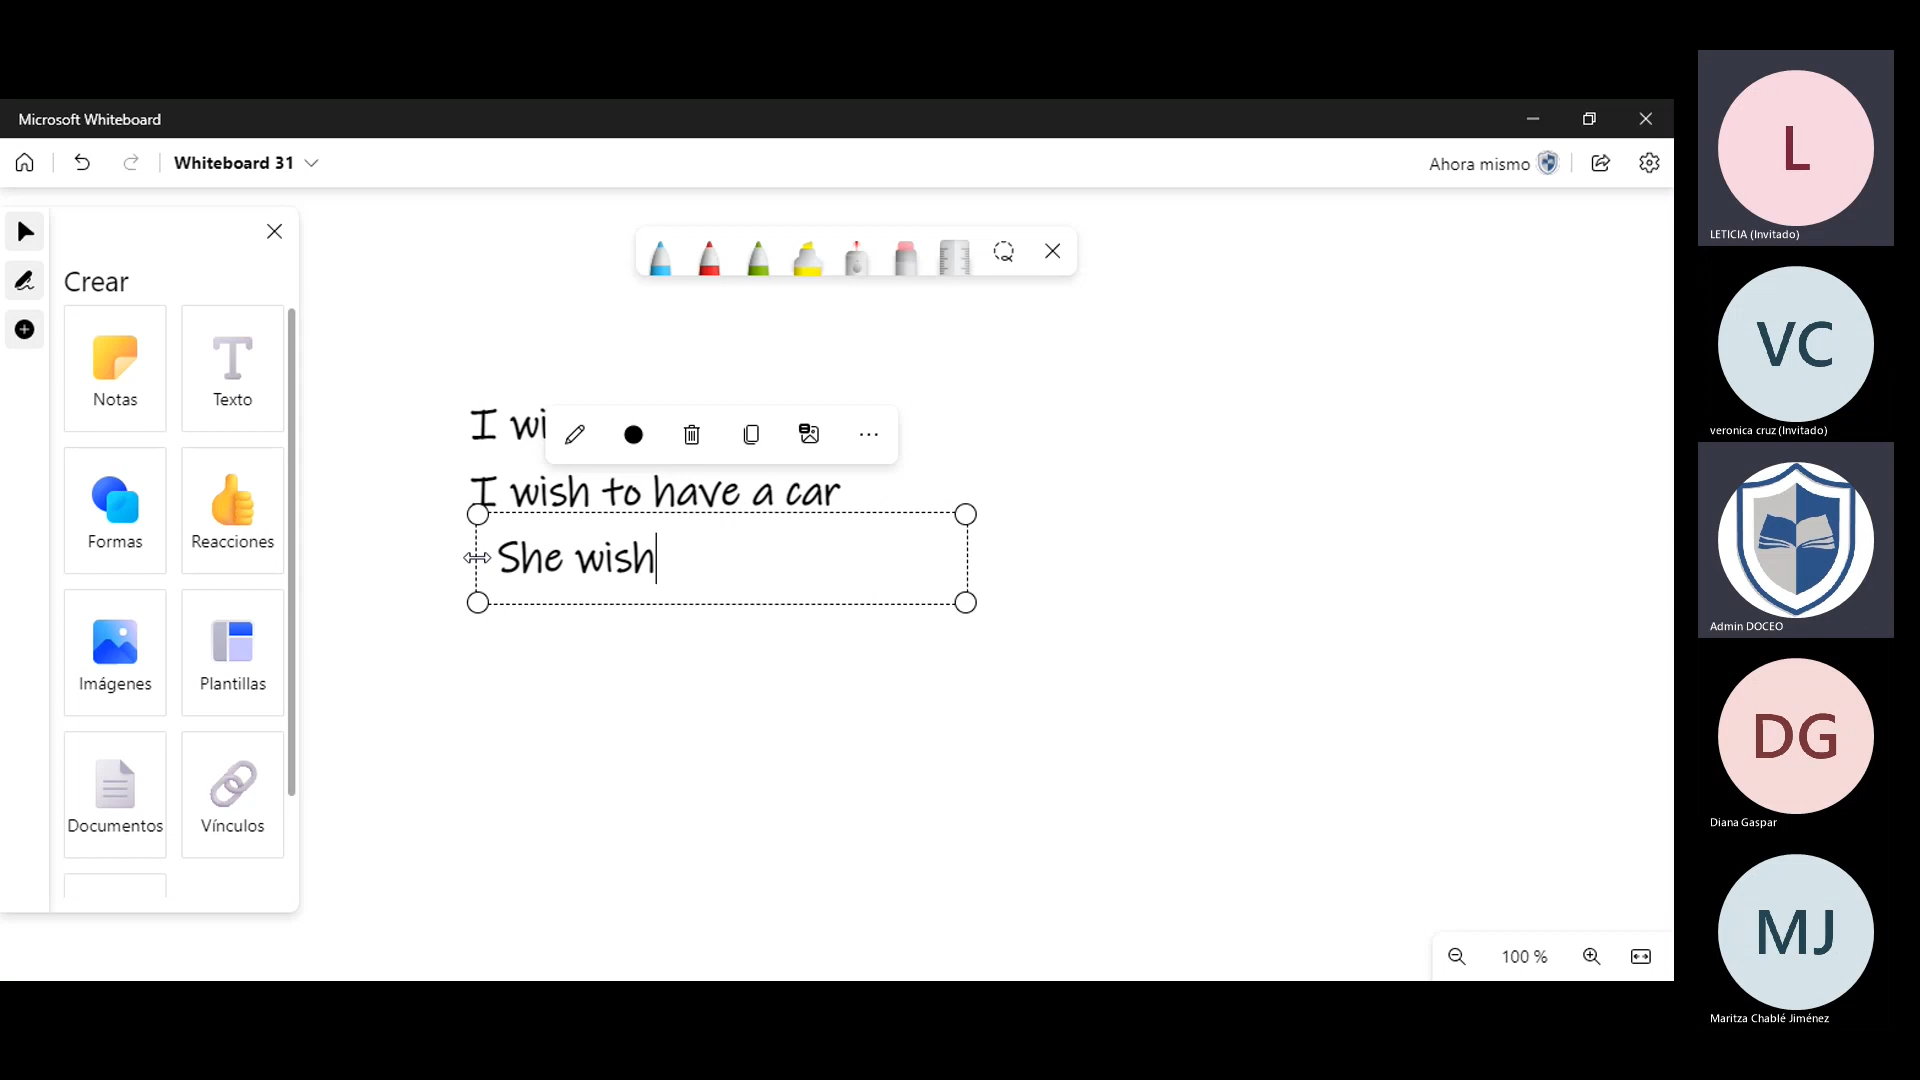 Microsoft Whiteboard
Whiteboard 31
Ahora mismo
Crear
Notas
Texto
Formas
Reacciones
Imágenes
Plantillas
Documentos
Vínculos
I wi
I wish to have a car
She wish
100 %
L
LETICIA (Invitado)
VC
veronica cruz (Invitado)
Admin DOCEO
DG
Diana Gaspar
MJ
Maritza Chablé Jiménez